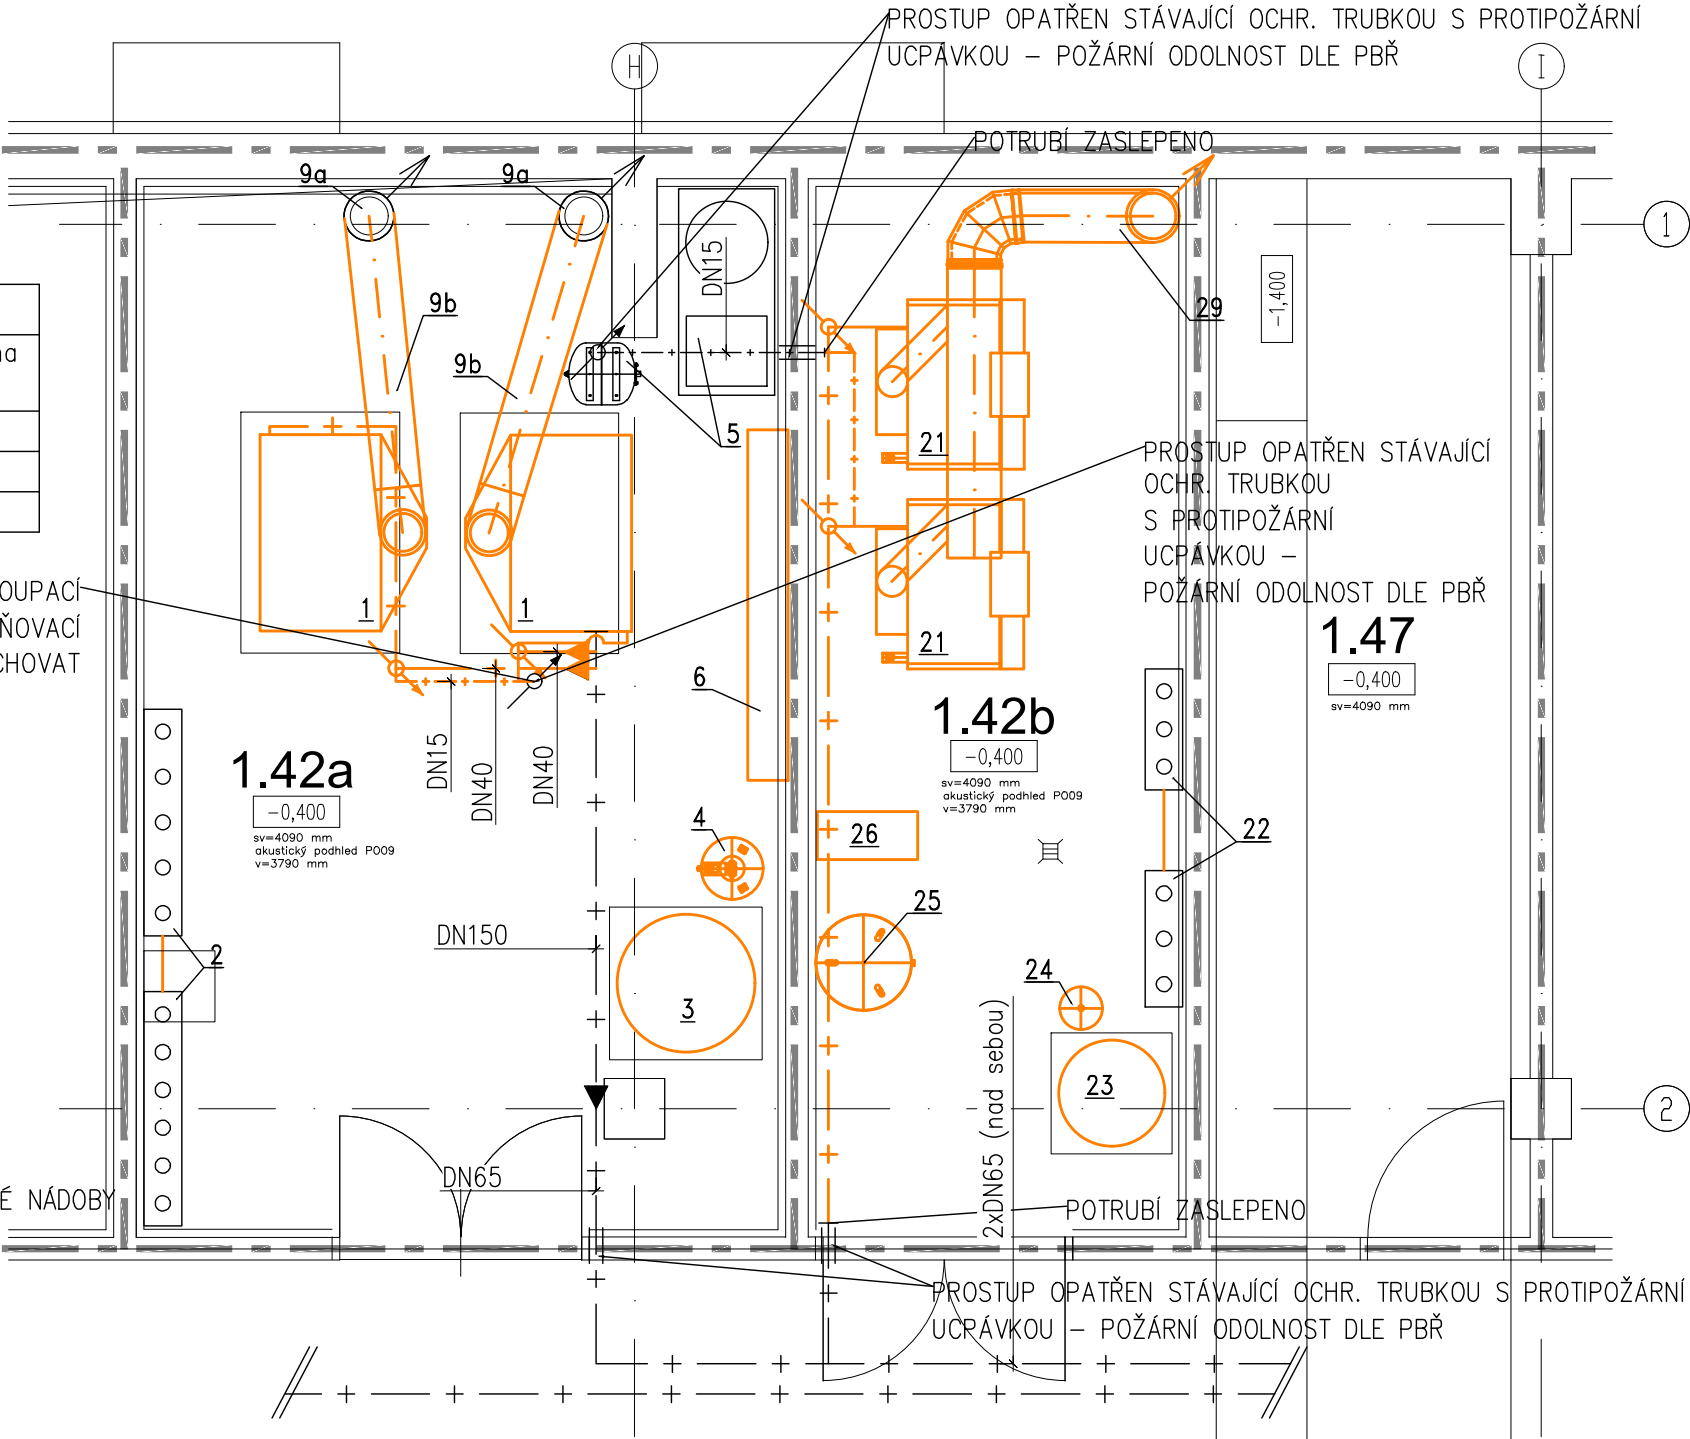 PROSTUP OPATŘEN STÁVAJÍCÍ OCHR. TRUBKOU S PROTIPOŽÁRNÍ
UCPÁVKOU – POŽÁRNÍ ODOLNOST DLE PBŘ
H
I
POTRUBÍ ZASLEPENO
9a
9a
1
DN15
-1,400
9b
29
na
9b
5
21
PROSTUP OPATŘEN STÁVAJÍCÍ
OCHR. TRUBKOU
S PROTIPOŽÁRNÍ
UCPÁVKOU –
POŽÁRNÍ ODOLNOST DLE PBŘ
OUPACÍ
ŇOVACÍ
CHOVAT
1
1
21
1.47
-0,400
sv=4090 mm
6
1.42b
-0,400
sv=4090 mm
akustický podhled P009
v=3790 mm
1.42a
-0,400
sv=4090 mm
akustický podhled P009
v=3790 mm
DN15
DN40
DN40
4
26
22
25
DN150
2
24
3
2xDN65 (nad sebou)
23
2
DN65
É NÁDOBY
POTRUBÍ ZASLEPENO
PROSTUP OPATŘEN STÁVAJÍCÍ OCHR. TRUBKOU S PROTIPOŽÁRNÍ
UCPÁVKOU – POŽÁRNÍ ODOLNOST DLE PBŘ